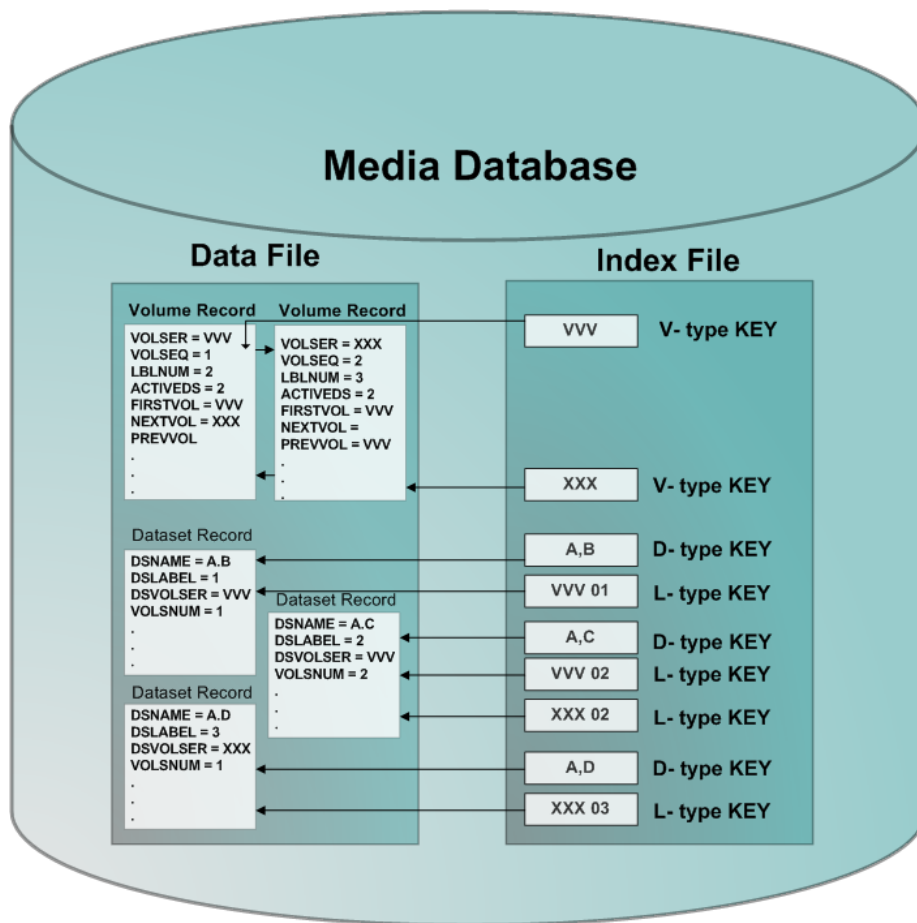 Media Database
Data File
Volume Record
VOLSER = VVV
VOLSEQ = 1
LBLNUM = 2
ACTIVEDS = 2
FIRSTVOL = VVV
NEXTVOL = XXX
PREVVOL
.
.
.
Volume Record
VOLSER = XXX
VOLSEQ = 2
LBLNUM = 3
ACTIVEDS = 2
FIRSTVOL = VVV
NEXTVOL =
PREVVOL = VVV
.
.
.
Dataset Record
DSNAME = A.B
DSLABEL = 1
DSVOLSER = VVV
VOLSNUM = 1
.
.
.
Dataset Record
DSNAME = A.C
DSLABEL = 2
DSVOLSER = VVV
VOLSNUM = 2
.
.
.
Dataset Record
DSNAME = A.D
DSLABEL = 3
DSVOLSER = XXX
VOLSNUM = 1
.
.
.
Index File
VVV V- type KEY
XXX V- type KEY
A,B D- type KEY
VVV 01 L- type KEY
A,C D- type KEY
VVV 02 L- type KEY
XXX 02 L- type KEY
A,D D- type KEY
XXX 03 L- type KEY